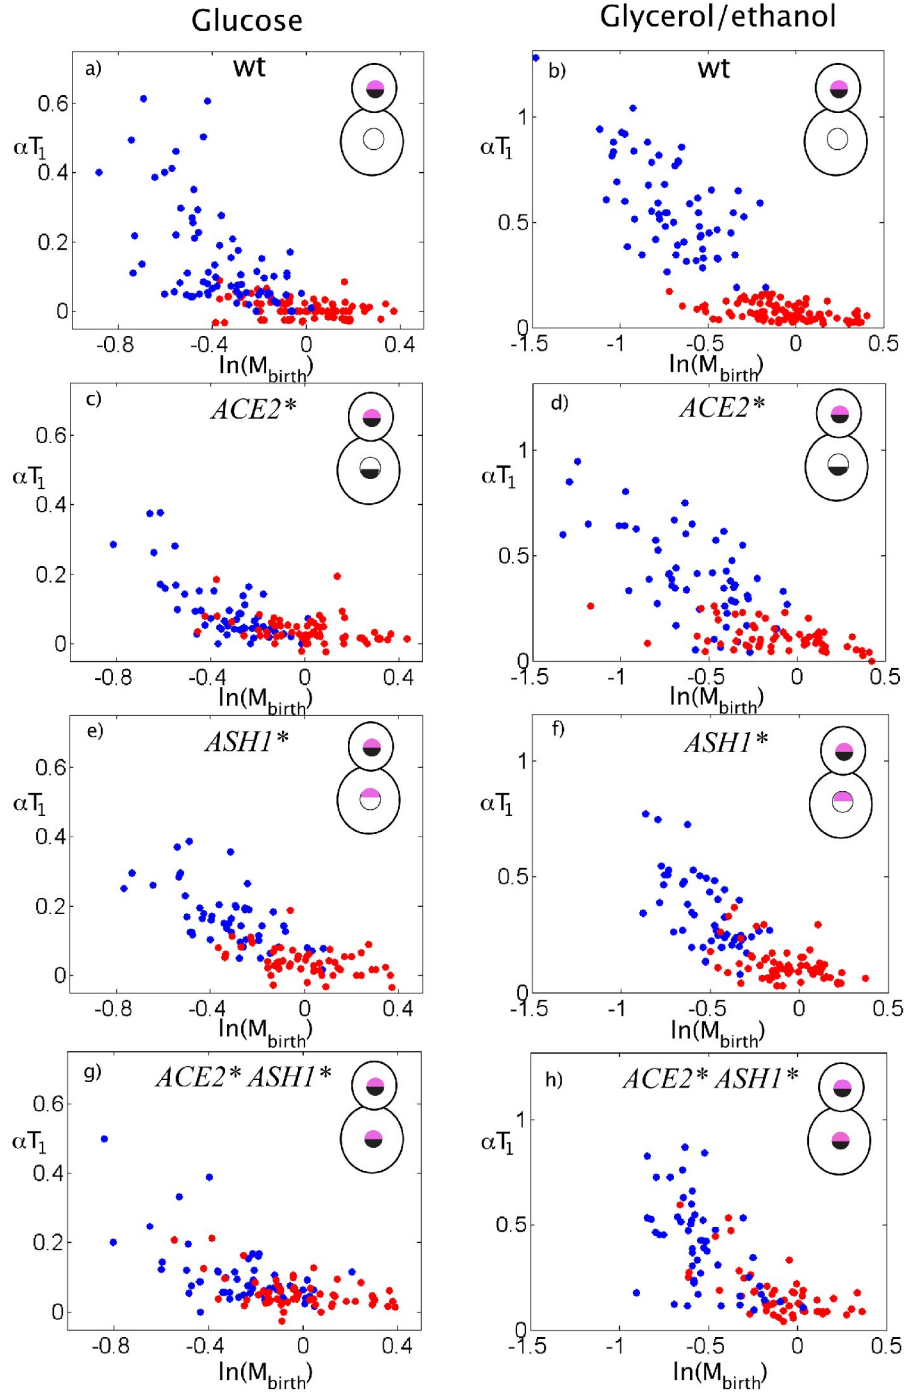 Glucose
Glycerol/ethanol
a)
wt
0.6
αT1
0.4
0.2
0
-0.8
-0.4
0
0.4
ln(Mbirth)
b)
wt
1
αT1
0.5
0
-1.5
-1
-0.5
0
0.5
ln(Mbirth)
c)
ACE2*
0.6
αT1
0.4
0.2
0
-0.8
-0.4
0
0.4
ln(Mbirth)
d)
ACE2*
1
αT1
0.5
0
-1.5
-1
-0.5
0
0.5
ln(Mbirth)
e)
ASH1*
0.6
αT1
0.4
0.2
0
-0.8
-0.4
0
0.4
ln(Mbirth)
f)
ASH1*
1
αT1
0.5
0
-1.5
-1
-0.5
0
0.5
ln(Mbirth)
g)
ACE2* ASH1*
0.6
αT1
0.4
0.2
0
-0.8
-0.4
0
0.4
ln(Mbirth)
h)
ACE2* ASH1*
1
αT1
0.5
0
-1.5
-1
-0.5
0
0.5
ln(Mbirth)